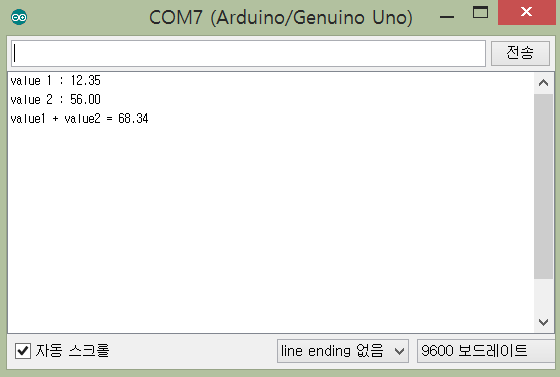 COM7 (Arduino/Genuino Uno)
전송
value 1 : 12.35
value 2 : 56.00
value1 + value2 = 68.34
자동 스크롤 line ending 없음 9600 보드레이트